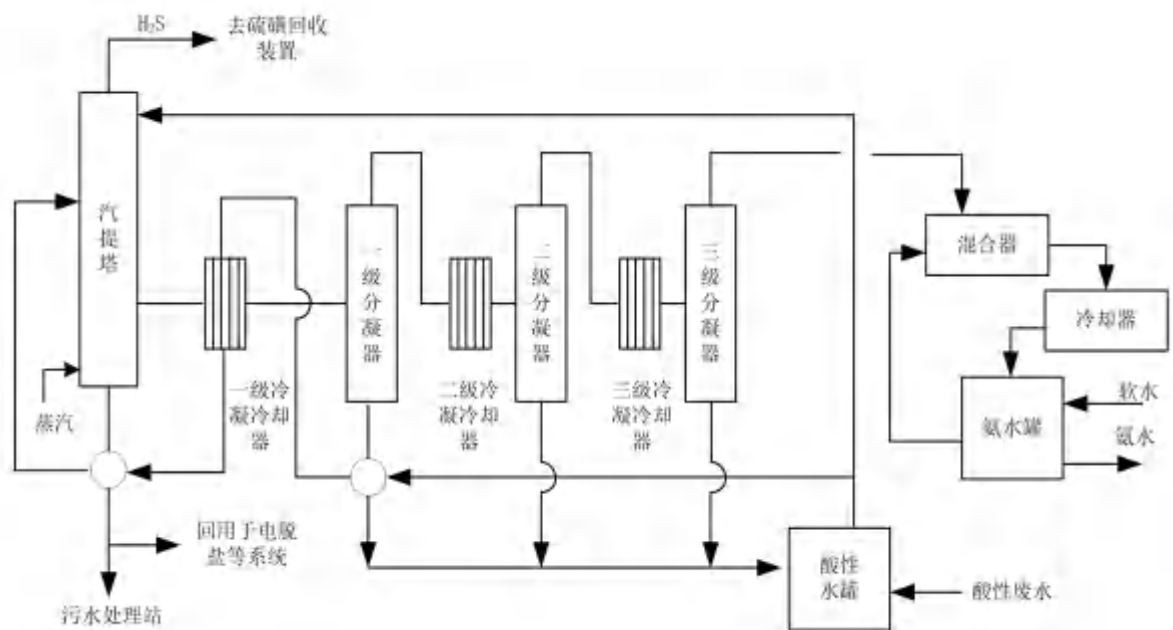 H₂S
去硫磺回收
装置
汽
提
塔
一
级
分
凝
器
二
级
分
凝
器
三
级
分
凝
器
混合器
冷却器
一级冷
凝冷却
器
二级冷
凝冷却
器
三级冷
凝冷却
器
蒸汽
氨水罐
软水
氨水
回用于电脱
盐等系统
酸性
水罐
酸性废水
污水处理站